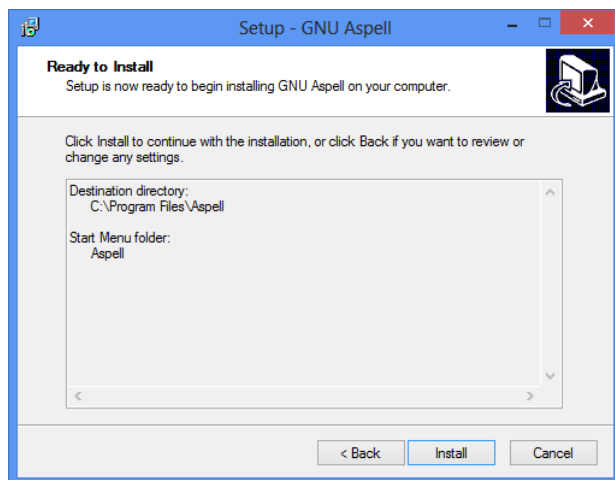 Setup - GNU Aspell
Ready to Install
Setup is now ready to begin installing GNU Aspell on your computer.
Click Install to continue with the installation, or click Back if you want to review or
change any settings.
Destination directory:
C:\Program Files\Aspell
Start Menu folder:
Aspell
< Back
Install
Cancel